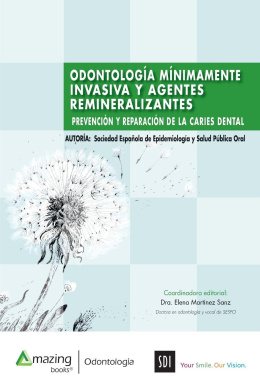 ODONTOLOGÍA MÍNIMAMENTE
INVASIVA Y AGENTES
REMINERALIZANTES
PREVENCIÓN Y REPARACIÓN DE LA CARIES DENTAL
AUTORÍA: Sociedad Española de Epidemiología y Salud Pública Oral
Coordinadora editorial:
Dra. Elena Martínez Sanz
Doctora en odontología y vocal de SESPO
Amazing
books®
Odontología
SDI
Your Smile. Our Vision.